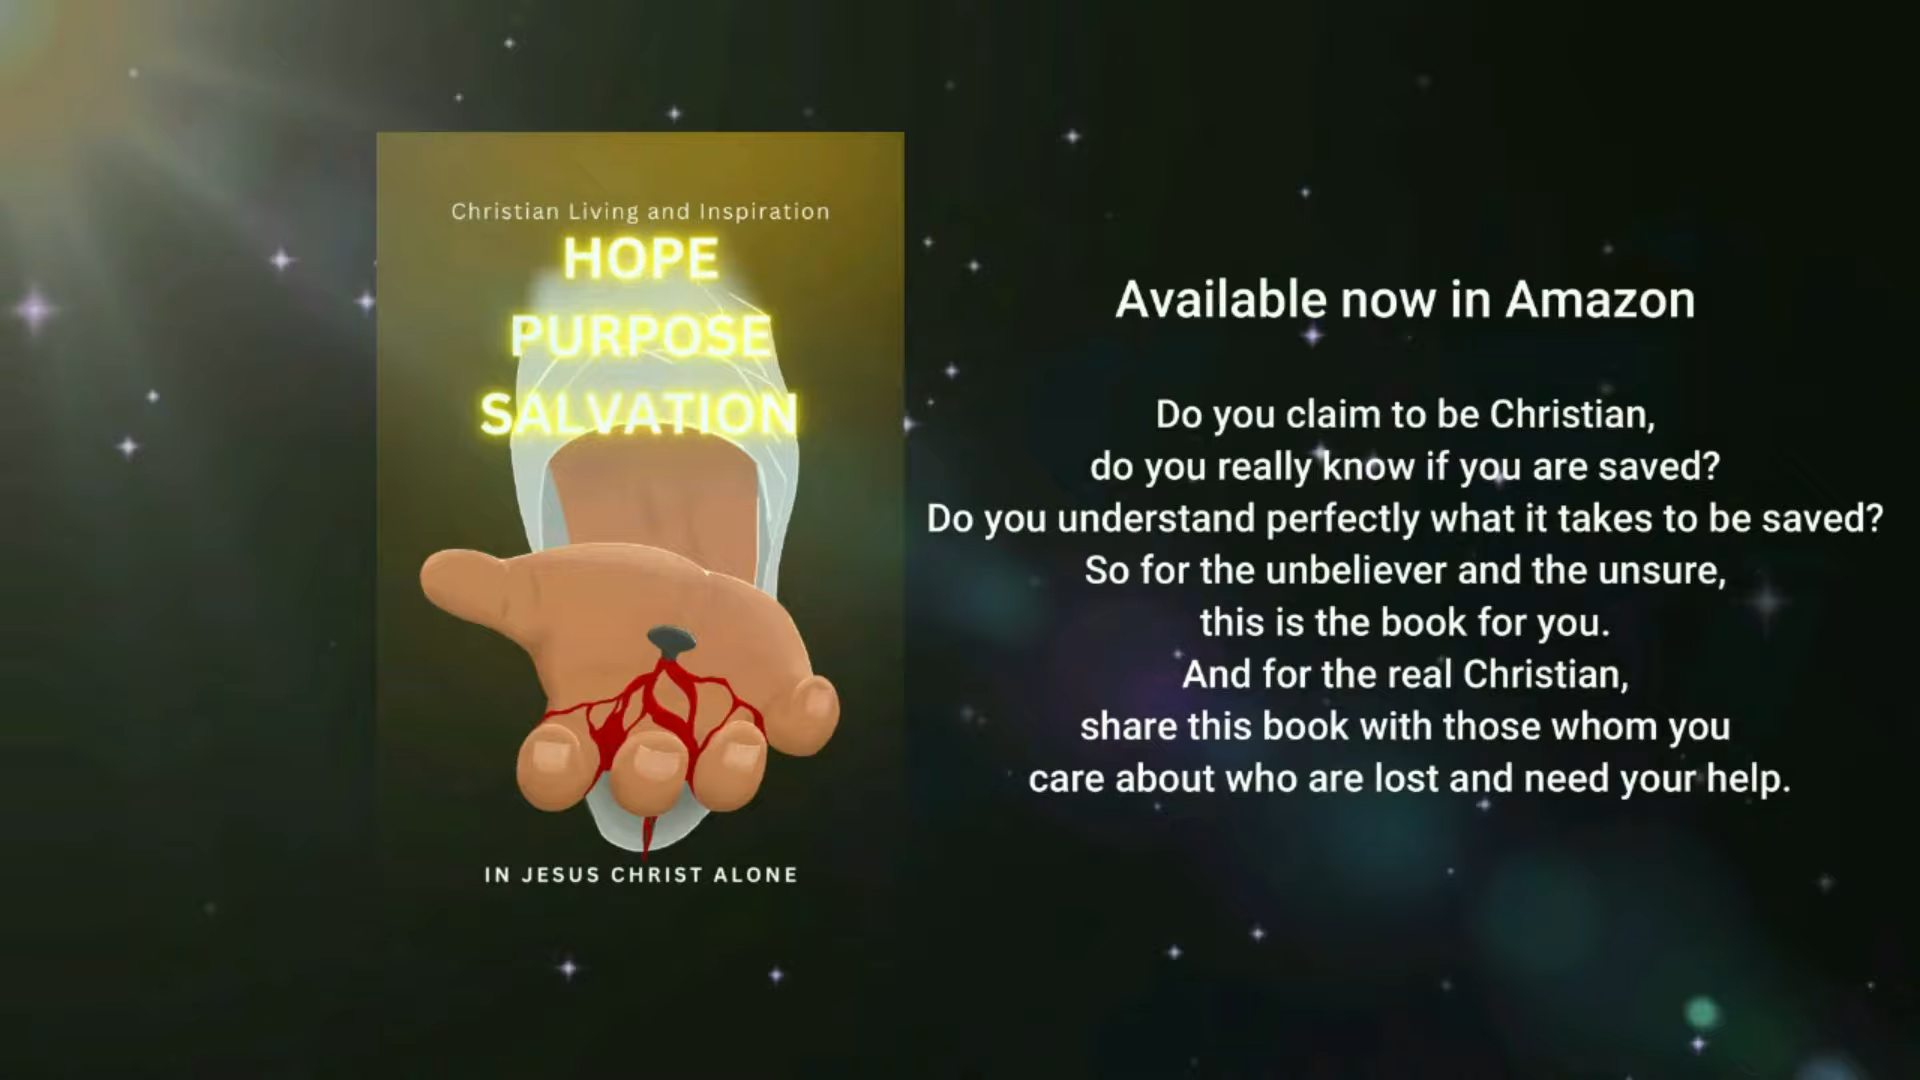 Christian Living and Inspiration
HOPE
PURPOSE
SALVATION
IN JESUS CHRIST ALONE
Available now in Amazon
Do you claim to be Christian,
do you really know if you are saved?
Do you understand perfectly what it takes to be saved?
So for the unbeliever and the unsure,
this is the book for you.
And for the real Christian,
share this book with those whom you
care about who are lost and need your help.